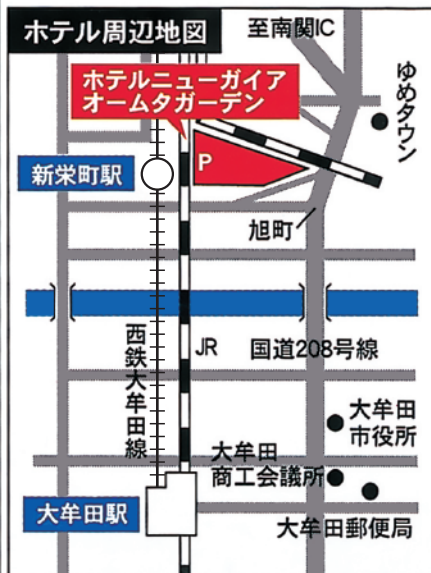 ホテル周辺地図
至南関IC
ホテルニューガイア
オームタガーデン
ゆめタウン
P
新栄町駅
旭町
西鉄大牟田線
JR
国道208号線
大牟田
市役所
大牟田
商工会議所
大牟田駅
大牟田郵便局